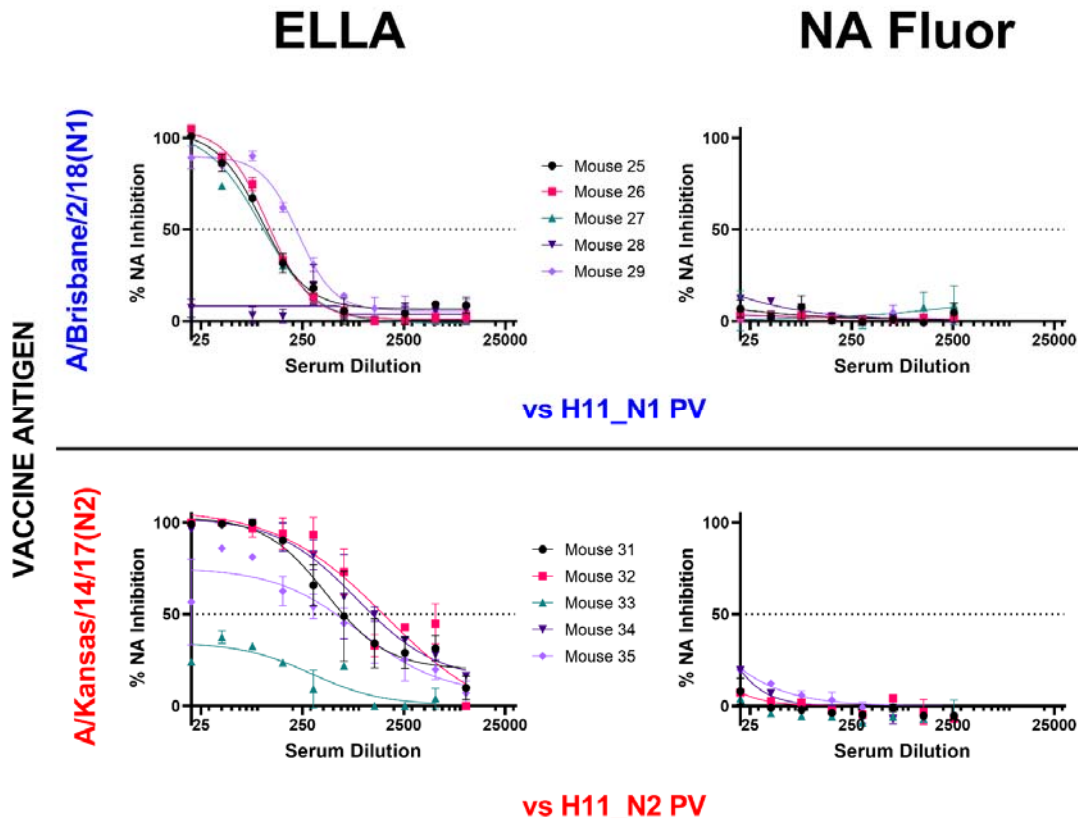 ELLA
NA Fluor
VACCINE ANTIGEN
A/Brisbane/2/18(N1)
% NA Inhibition
100
50
0
25
250
2500
25000
Serum Dilution
Mouse 25
Mouse 26
Mouse 27
Mouse 28
Mouse 29
% NA Inhibition
100
50
0
25
250
2500
25000
Serum Dilution
vs H11_N1 PV
A/Kansas/14/17(N2)
% NA Inhibition
100
50
0
25
250
2500
25000
Serum Dilution
Mouse 31
Mouse 32
Mouse 33
Mouse 34
Mouse 35
% NA Inhibition
100
50
0
25
250
2500
25000
Serum Dilution
vs H11_N2 PV